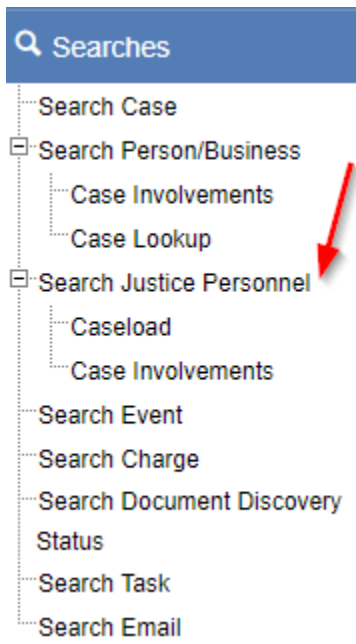 Searches
Search Case
Search Person/Business
Case Involvements
Case Lookup
Search Justice Personnel
Caseload
Case Involvements
Search Event
Search Charge
Search Document Discovery
Status
Search Task
Search Email